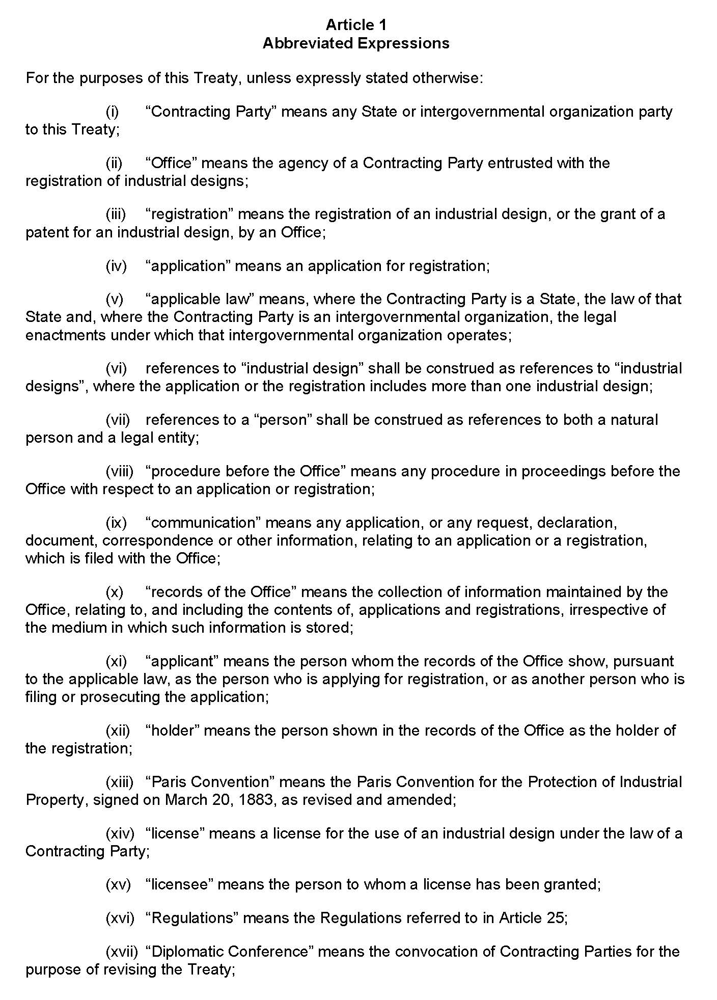 Article 1
Abbreviated Expressions
For the purposes of this Treaty, unless expressly stated otherwise:
(i) “Contracting Party” means any State or intergovernmental organization party
to this Treaty;
(ii) “Office” means the agency of a Contracting Party entrusted with the
registration of industrial designs;
(iii) “registration” means the registration of an industrial design, or the grant of a
patent for an industrial design, by an Office;
(iv) “application” means an application for registration;
(v) “applicable law” means, where the Contracting Party is a State, the law of that
State and, where the Contracting Party is an intergovernmental organization, the legal
enactments under which that intergovernmental organization operates;
(vi) references to “industrial design” shall be construed as references to “industrial
designs”, where the application or the registration includes more than one industrial design;
(vii) references to a “person” shall be construed as references to both a natural
person and a legal entity;
(viii) “procedure before the Office” means any procedure in proceedings before the
Office with respect to an application or registration;
(ix) “communication” means any application, or any request, declaration,
document, correspondence or other information, relating to an application or a registration,
which is filed with the Office;
(x) “records of the Office” means the collection of information maintained by the
Office, relating to, and including the contents of, applications and registrations, irrespective of
the medium in which such information is stored;
(xi) “applicant” means the person whom the records of the Office show, pursuant
to the applicable law, as the person who is applying for registration, or as another person who is
filing or prosecuting the application;
(xii) “holder” means the person shown in the records of the Office as the holder of
the registration;
(xiii) “Paris Convention” means the Paris Convention for the Protection of Industrial
Property, signed on March 20, 1883, as revised and amended;
(xiv) “license” means a license for the use of an industrial design under the law of a
Contracting Party;
(xv) “licensee” means the person to whom a license has been granted;
(xvi) “Regulations” means the Regulations referred to in Article 25;
(xvii) “Diplomatic Conference” means the convocation of Contracting Parties for the
purpose of revising the Treaty;